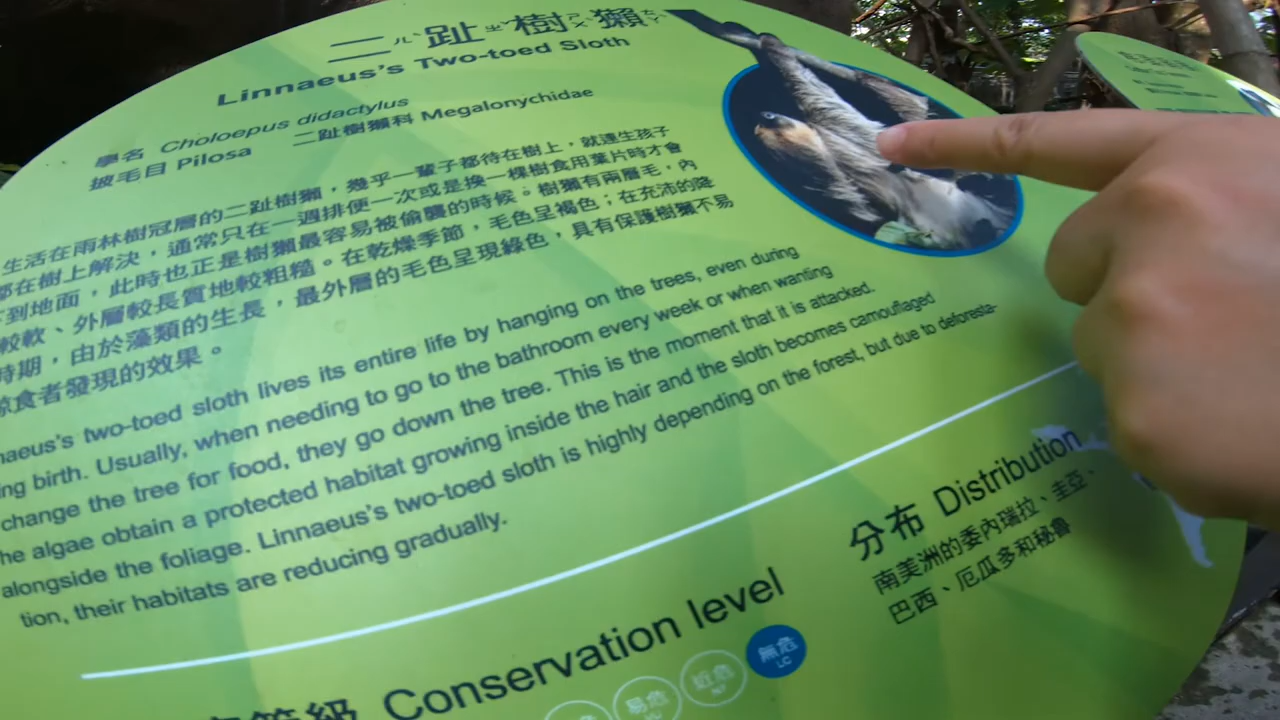 二趾樹獺
Linnaeus's Two-toed Sloth
學名 Choloepus didactylus
披毛目 Pilosa 二趾樹獺科 Megalonychidae
生活在雨林樹冠層的二趾樹獺，幾乎一輩子都待在樹上，就連生孩子
都在樹上解決，通常只在一週排便一次或是換一棵樹食用葉片時才會
下到地面，此時也正是樹獺最容易被偷襲的時候。樹獺有兩層毛，內
較軟、外層較長質地較粗糙。在乾燥季節，毛色呈褐色；在充沛的降
時期，由於藻類的生長，最外層的毛色呈現綠色，具有保護樹獺不易
掠食者發現的效果。
naeus's two-toed sloth lives its entire life by hanging on the trees, even during
ing birth. Usually, when needing to go to the bathroom every week or when wanting
change the tree for food, they go down the tree. This is the moment that it is attacked.
he algae obtain a protected habitat growing inside the hair and the sloth becomes camouflaged
alongside the foliage. Linnaeus's two-toed sloth is highly depending on the forest, but due to deforesta-
tion, their habitats are reducing gradually.
分布 Distribution
南美洲的委內瑞拉、圭亞、
巴西、厄瓜多和秘魯
等級 Conservation level
無危
LC
近危
NT
易危
VU